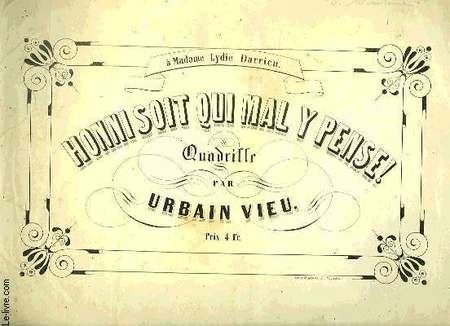 à Madame Lydie Darrieu.
HONNI SOIT QUI MAL Y PENSE!
Quadrille
PAR
URBAIN VIEU.
Prix 4 Fr.
Le-livre.com